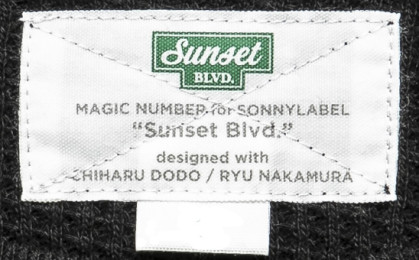 Sunset
BLVD.
MAGIC NUMBER for SONNYLABEL
“Sunset Blvd.”
designed with
CHIHARU DODO / RYU NAKAMURA